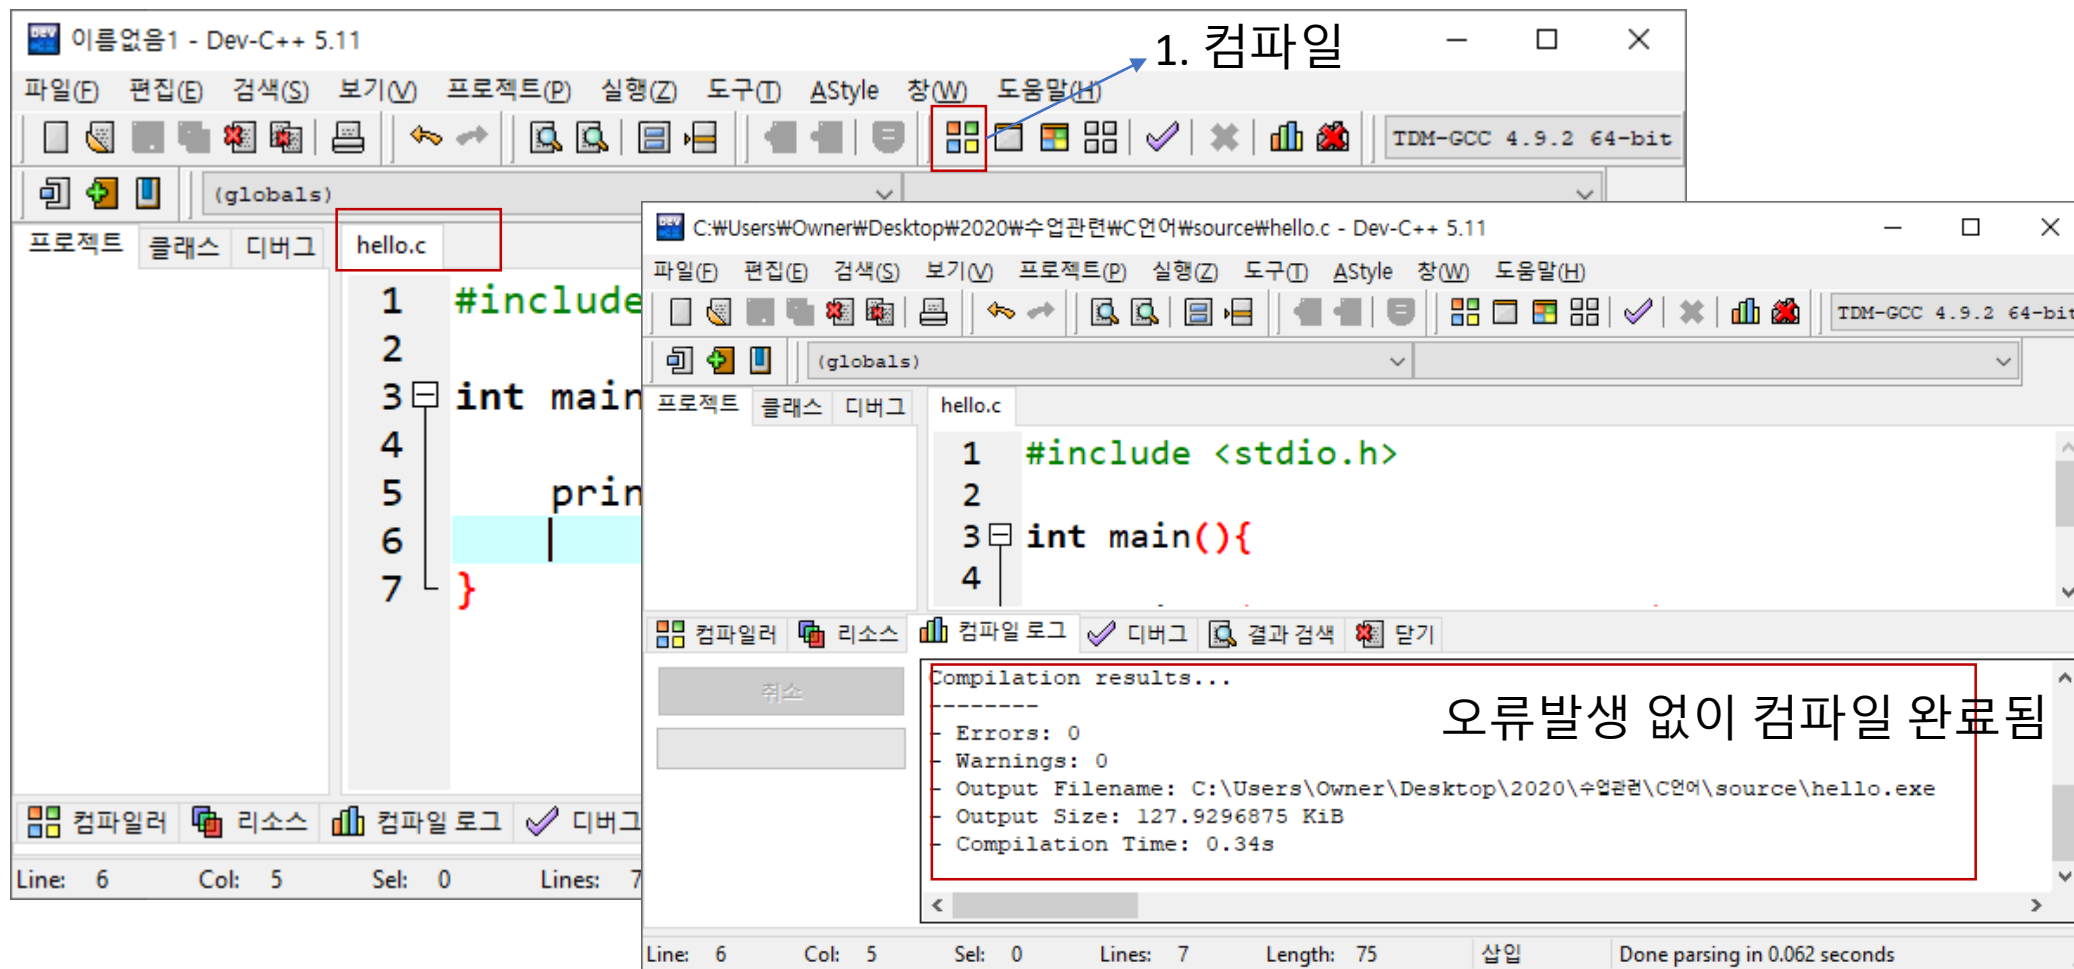 이름없음1 - Dev-C++ 5.11
1. 컴파일
파일(F) 편집(E) 검색(S) 보기(V) 프로젝트(P) 실행(Z) 도구(T) AStyle 창(W) 도움말(H)
TDM-GCC 4.9.2 64-bit
(globals)
프로젝트 클래스 디버그 hello.c
1 #include
2
3 int main
4
5 prin
6
7 }
컴파일러 리소스 컴파일 로그 디버그
Line: 6 Col: 5 Sel: 0 Lines: 7
C:₩Users₩Owner₩Desktop₩2020₩수업관련₩C언어₩source₩hello.c - Dev-C++ 5.11
파일(F) 편집(E) 검색(S) 보기(V) 프로젝트(P) 실행(Z) 도구(T) AStyle 창(W) 도움말(H)
TDM-GCC 4.9.2 64-bit
(globals)
프로젝트 클래스 디버그 hello.c
1 #include <stdio.h>
2
3 int main(){
4
컴파일러 리소스 컴파일 로그 디버그 결과 검색 닫기
취소
Compilation results...
--------
- Errors: 0
- Warnings: 0
- Output Filename: C:\Users\Owner\Desktop\2020\수업관련\C언어\source\hello.exe
- Output Size: 127.9296875 KiB
- Compilation Time: 0.34s
오류발생 없이 컴파일 완료됨
Line: 6 Col: 5 Sel: 0 Lines: 7 Length: 75 삽입 Done parsing in 0.062 seconds